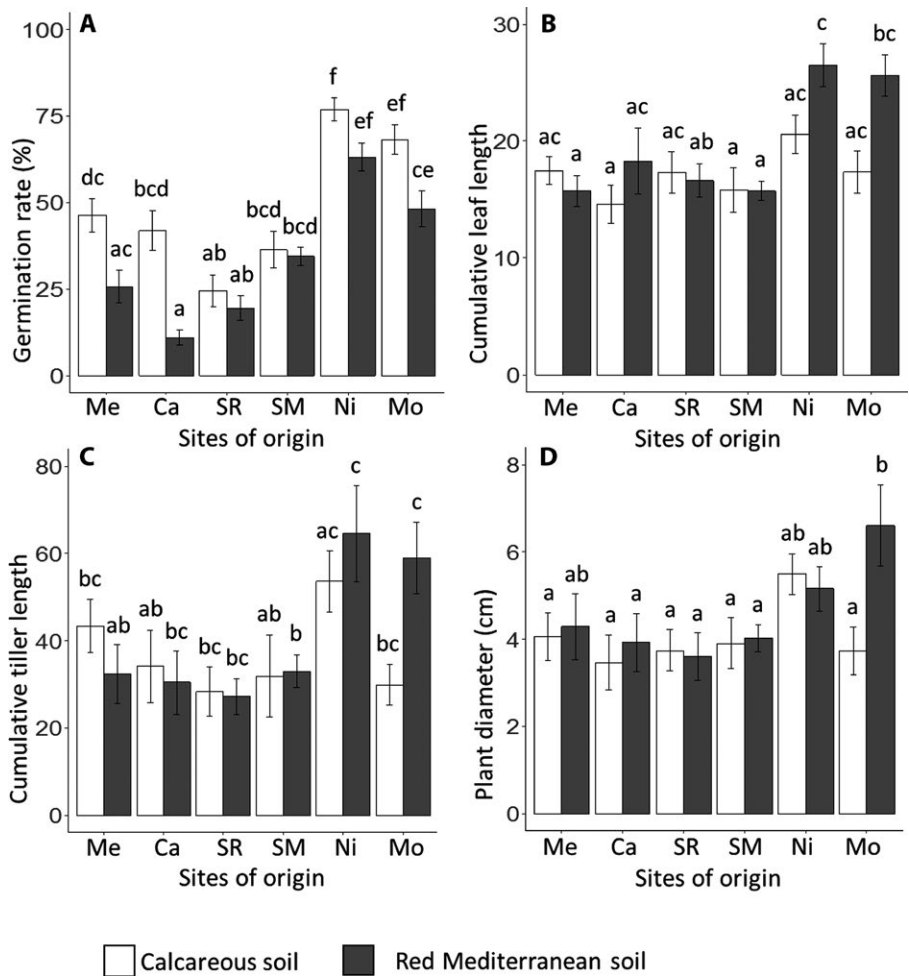 A
Germination rate (%)
100
75
50
25
0
dc
ac
bcd
a
ab
ab
bcd
bcd
f
ef
ef
ce
Me Ca SR SM Ni Mo
Sites of origin
B
Cumulative leaf length
30
20
10
0
ac
a
a
ac
ac
ab
a
a
ac
c
ac
bc
Me Ca SR SM Ni Mo
Sites of origin
C
Cumulative tiller length
80
60
40
20
0
bc
ab
ab
bc
bc
bc
ab
b
ac
c
bc
c
Me Ca SR SM Ni Mo
Sites of origin
D
Plant diameter (cm)
8
6
4
2
0
a
ab
a
a
a
a
a
a
ab
ab
a
b
Me Ca SR SM Ni Mo
Sites of origin
Calcareous soil
Red Mediterranean soil